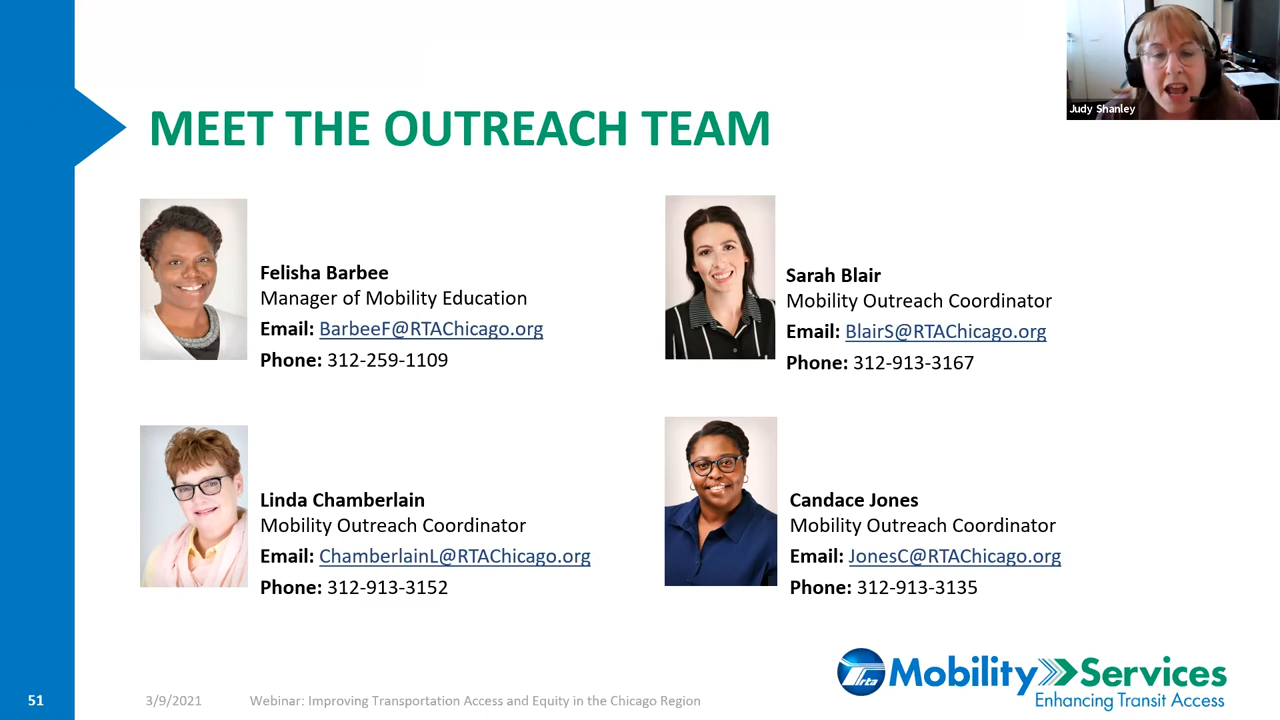 Judy Shanley
MEET THE OUTREACH TEAM
Felisha Barbee
Manager of Mobility Education
Email: BarbeeF@RTAChicago.org
Phone: 312-259-1109
Sarah Blair
Mobility Outreach Coordinator
Email: BlairS@RTAChicago.org
Phone: 312-913-3167
Linda Chamberlain
Mobility Outreach Coordinator
Email: ChamberlainL@RTAChicago.org
Phone: 312-913-3152
Candace Jones
Mobility Outreach Coordinator
Email: JonesC@RTAChicago.org
Phone: 312-913-3135
rta Mobility Services
Enhancing Transit Access
51
3/9/2021
Webinar: Improving Transportation Access and Equity in the Chicago Region